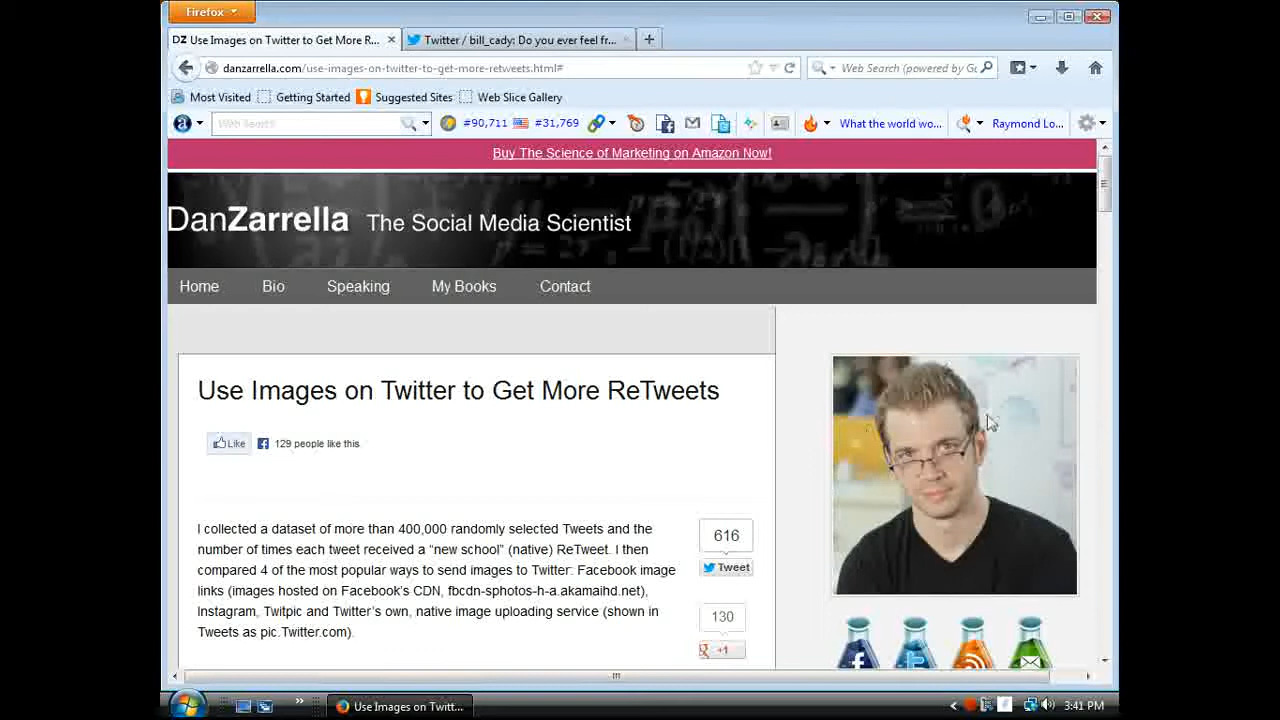 Firefox
DZ Use Images on Twitter to Get More R...
Twitter / bill_cady: Do you ever feel fr...
danzarrella.com/use-images-on-twitter-to-get-more-retweets.html#
Web Search (powered by Go
Most Visited
Getting Started
Suggested Sites
Web Slice Gallery
a
Web Search
#90,711
#31,769
What the world wo...
Raymond Lo...
Buy The Science of Marketing on Amazon Now!
DanZarrella The Social Media Scientist
Home
Bio
Speaking
My Books
Contact
Use Images on Twitter to Get More ReTweets
Like
129 people like this
I collected a dataset of more than 400,000 randomly selected Tweets and the
number of times each tweet received a “new school” (native) ReTweet. I then
compared 4 of the most popular ways to send images to Twitter: Facebook image
links (images hosted on Facebook’s CDN, fbcdn-sphotos-h-a.akamaihd.net),
Instagram, Twitpic and Twitter’s own, native image uploading service (shown in
Tweets as pic.Twitter.com).
616
Tweet
130
+1
Use Images on Twitt...
3:41 PM